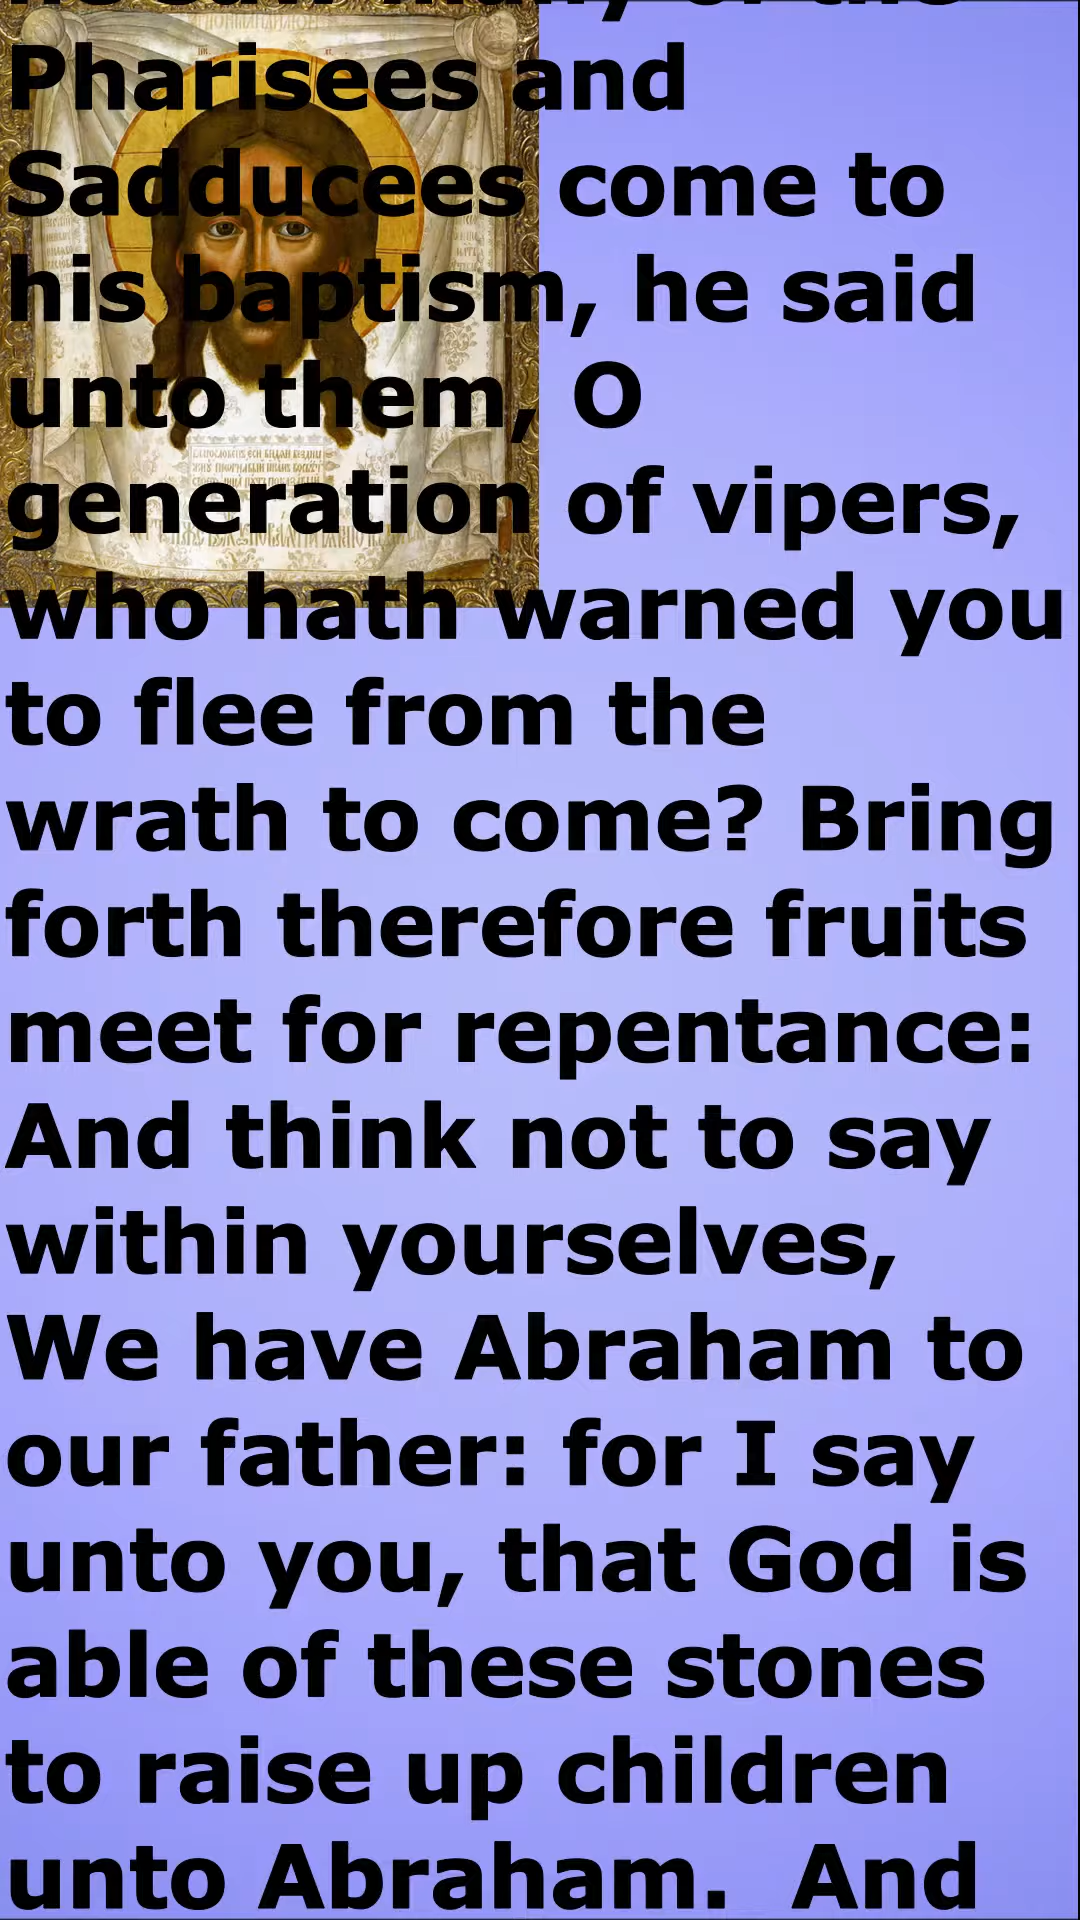 Pharisees and
Sadducees come to
his baptism, he said
unto them, O
generation of vipers,
who hath warned you
to flee from the
wrath to come? Bring
forth therefore fruits
meet for repentance:
And think not to say
within yourselves,
We have Abraham to
our father: for I say
unto you, that God is
able of these stones
to raise up children
unto Abraham.  And